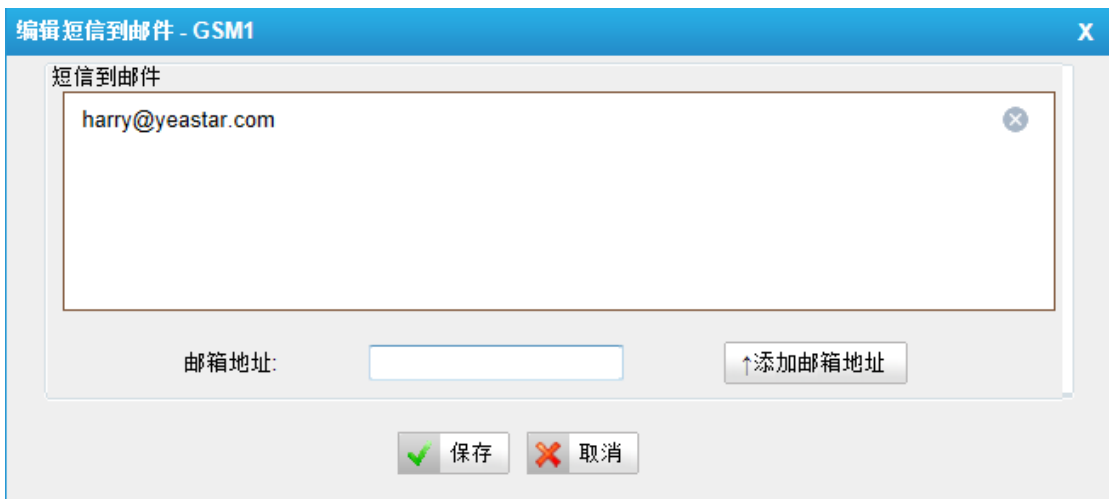 编辑短信到邮件 - GSM1 X
短信到邮件
harry@yeastar.com
邮箱地址: ↑添加邮箱地址
保存 取消